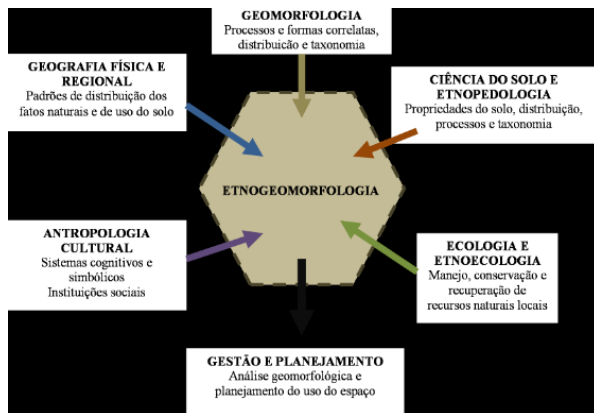 GEOMORFOLOGIA
Processos e formas correlatas,
distribuicão e taxonomia
GEOGRAFIA FÍSICA E
REGIONAL
Padrões de distribuição dos
fatos naturais e de uso do solo
CIÊNCIA DO SOLO E
ETNOPEDOLOGIA
Propriedades do solo, distribuição,
processos e taxonomia
ETNOGEOMORFOLOGIA
ANTROPOLOGIA
CULTURAL
Sistemas cognitivos e
simbólicos
Instituições sociais
ECOLOGIA E
ETNOECOLOGIA
Manejo, conservação e
recuperação de
recursos naturais locais
GESTÃO E PLANEJAMENTO
Análise geomorfológica e
planejamento do uso do espaço